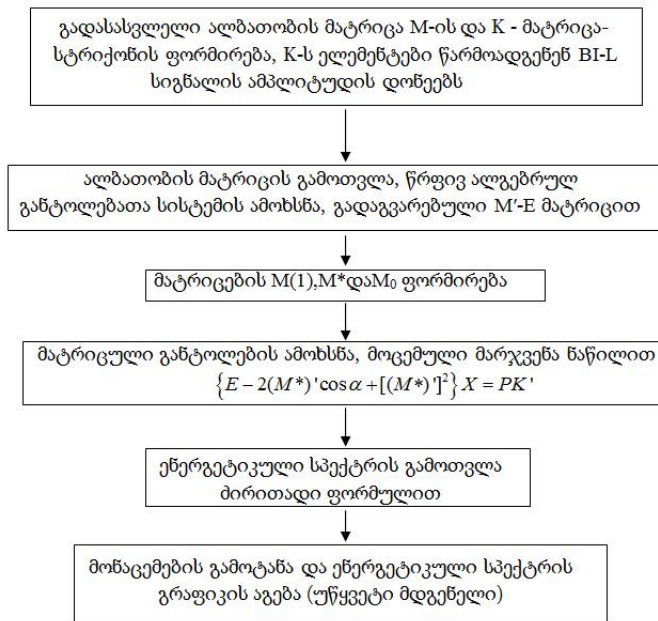 გადასასვლელი ალბათობის მატრიცა M-ის და K - მატრიცა-
სტრიქონის ფორმირება, K-ს ელემენტები წარმოადგენენ BI-L
სიგნალის ამპლიტუდის დონეებს
ალბათობის მატრიცის გამოთვლა, წრფივ ალგებრულ
განტოლებათა სისტემის ამოხსნა, გადაგვარებული M'-E მატრიცით
მატრიცების M(1),M*დაM₀ ფორმირება
მატრიცული განტოლების ამოხსნა, მოცემული მარჯვენა ნაწილით
{E − 2(M*)'cos α + [(M*)']²} X = PK'
ენერგეტიკული სპექტრის გამოთვლა
ძირითადი ფორმულით
მონაცემების გამოტანა და ენერგეტიკული სპექტრის
გრაფიკის აგება (უწყვეტი მდგენელი)